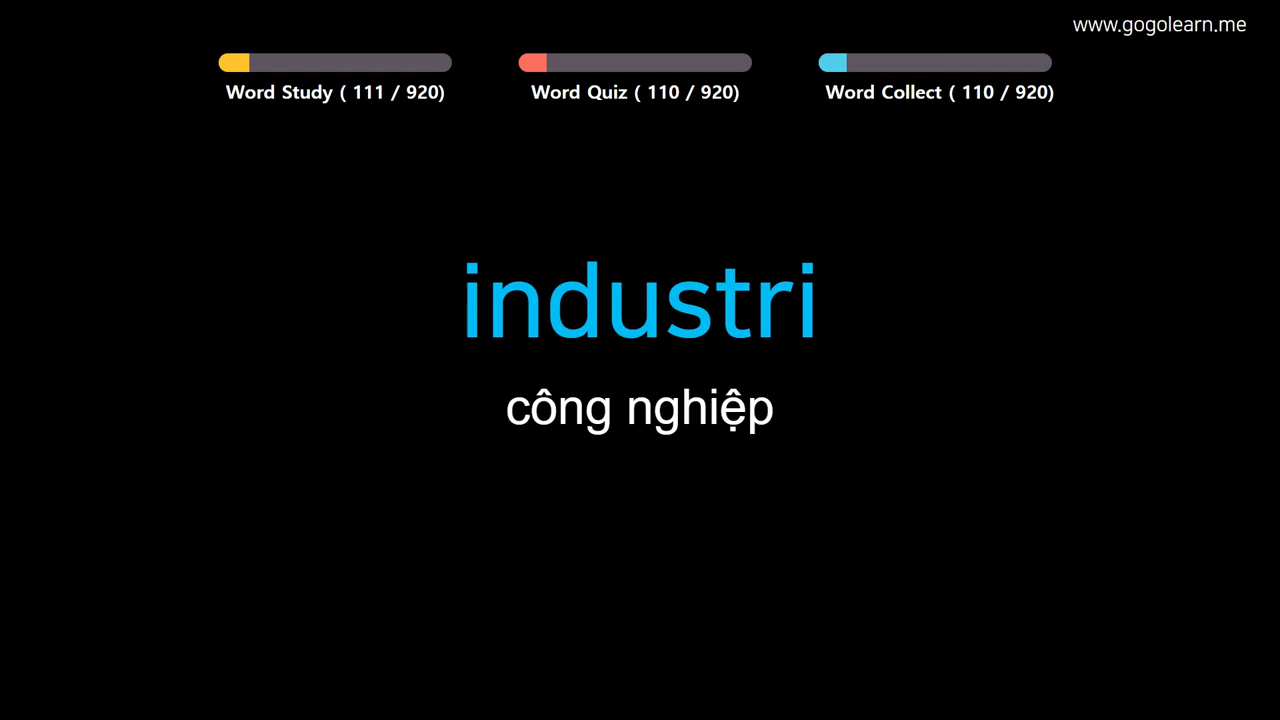 www.gogolearn.me
Word Study ( 111 / 920)
Word Quiz ( 110 / 920)
Word Collect ( 110 / 920)
industri
công nghiệp